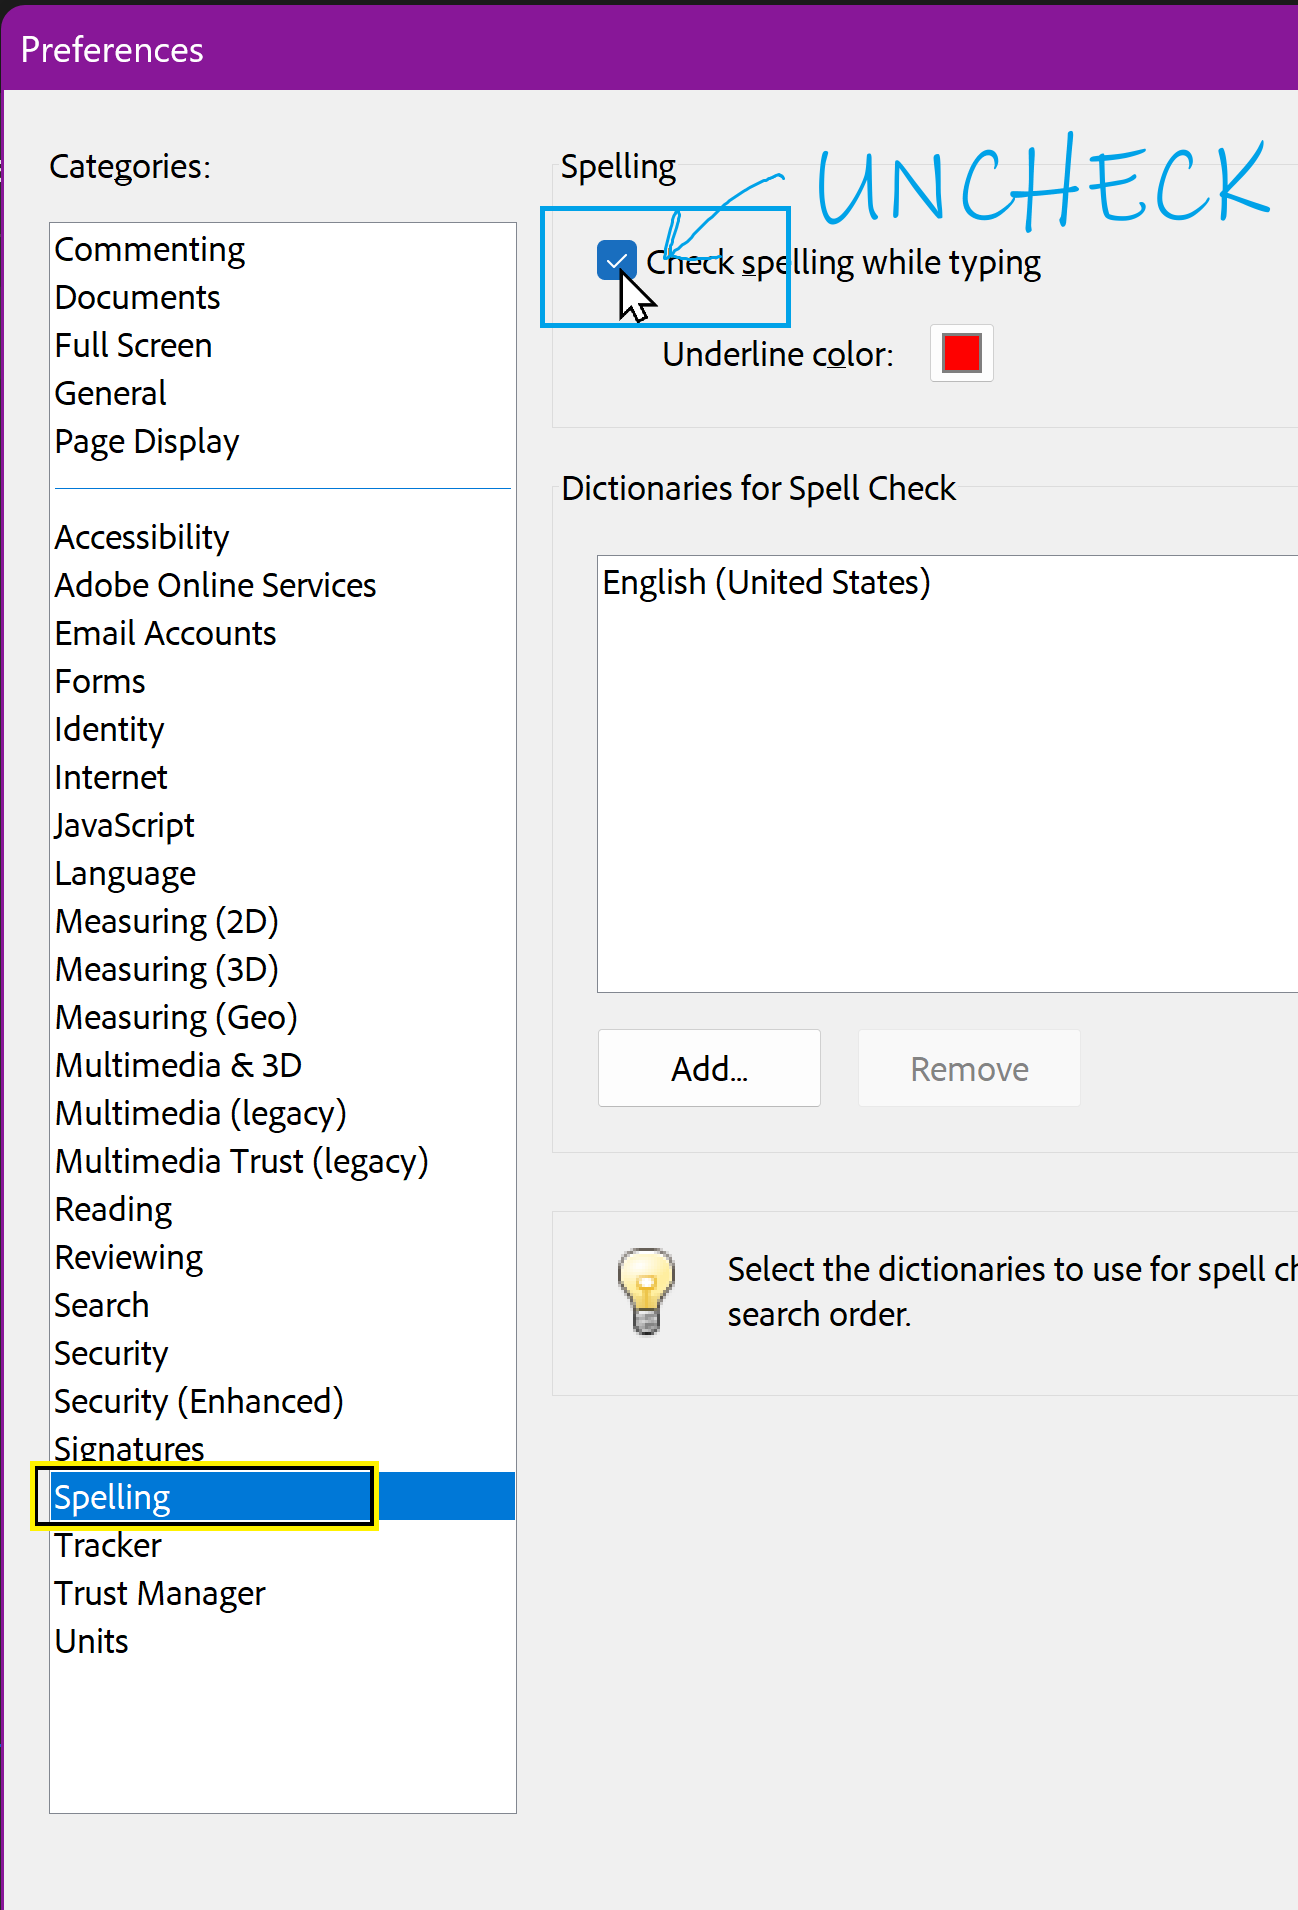 Preferences
Categories:
Commenting
Documents
Full Screen
General
Page Display
Accessibility
Adobe Online Services
Email Accounts
Forms
Identity
Internet
JavaScript
Language
Measuring (2D)
Measuring (3D)
Measuring (Geo)
Multimedia & 3D
Multimedia (legacy)
Multimedia Trust (legacy)
Reading
Reviewing
Search
Security
Security (Enhanced)
Signatures
Spelling
Tracker
Trust Manager
Units
Spelling
UNCHECK
Check spelling while typing
Underline color:
Dictionaries for Spell Check
English (United States)
Add...
Remove
Select the dictionaries to use for spell ch
search order.